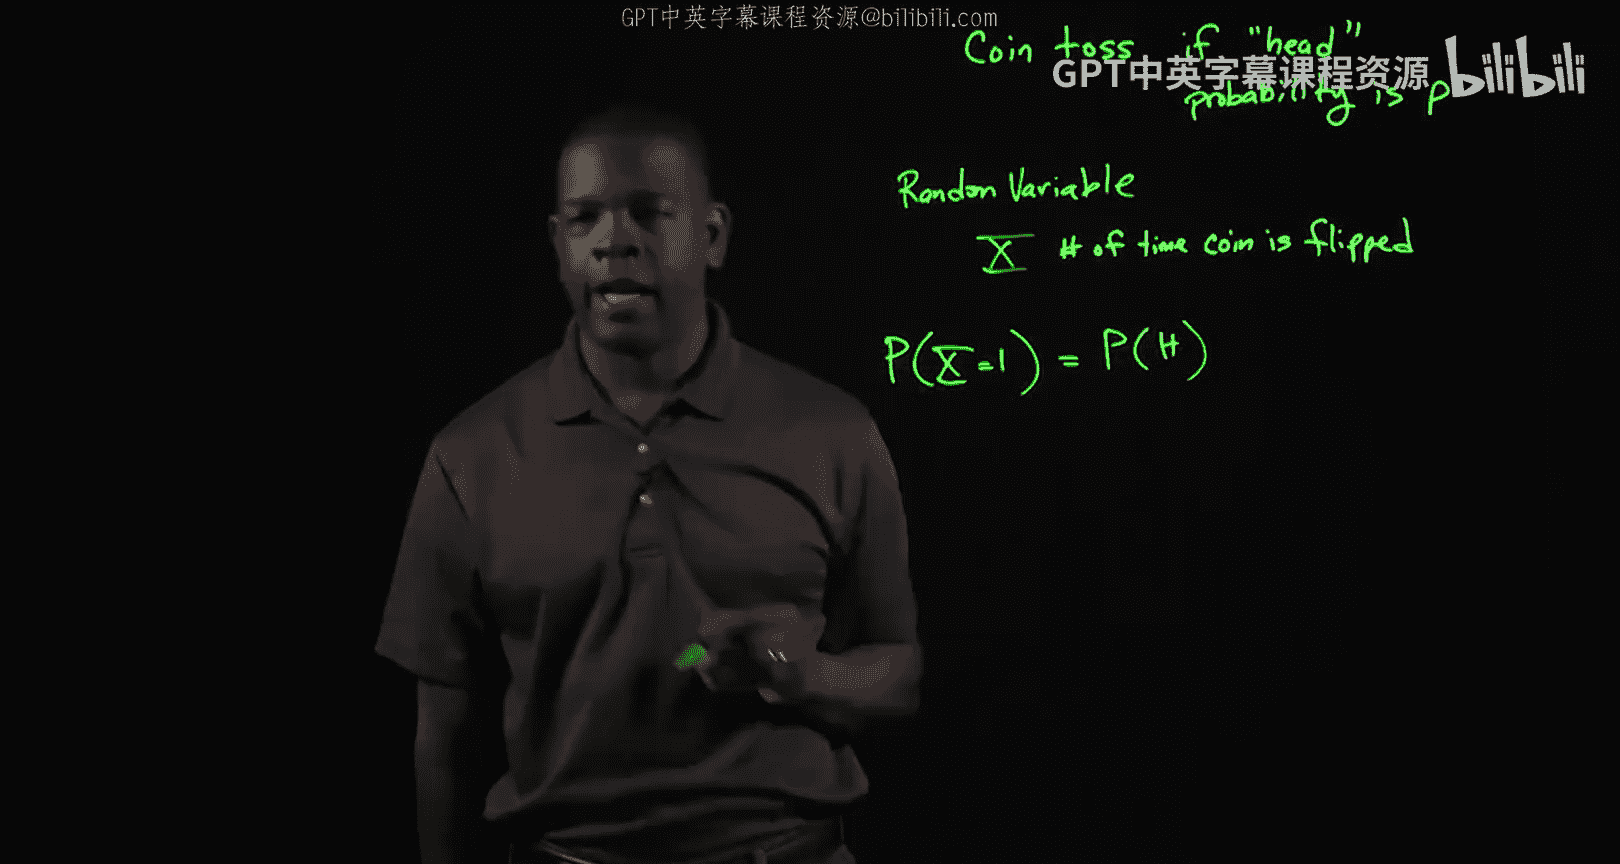 GPT中英字幕课程资源@bilibili.com
Coin toss if "head"
GPT中英字幕课程资源 bilibili
probability is p
Random Variable
X # of time coin is flipped
P(X=1) = P(H)